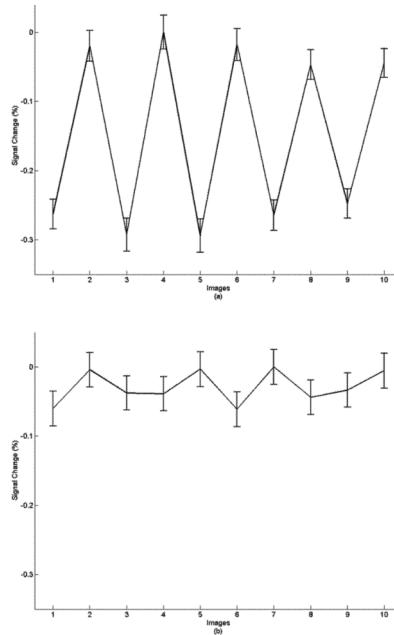 0
-0.1
Signal Change (%)
-0.2
-0.3
1 2 3 4 5 6 7 8 9 10
Images
(a)
0
-0.1
Signal Change (%)
-0.2
-0.3
1 2 3 4 5 6 7 8 9 10
Images
(b)